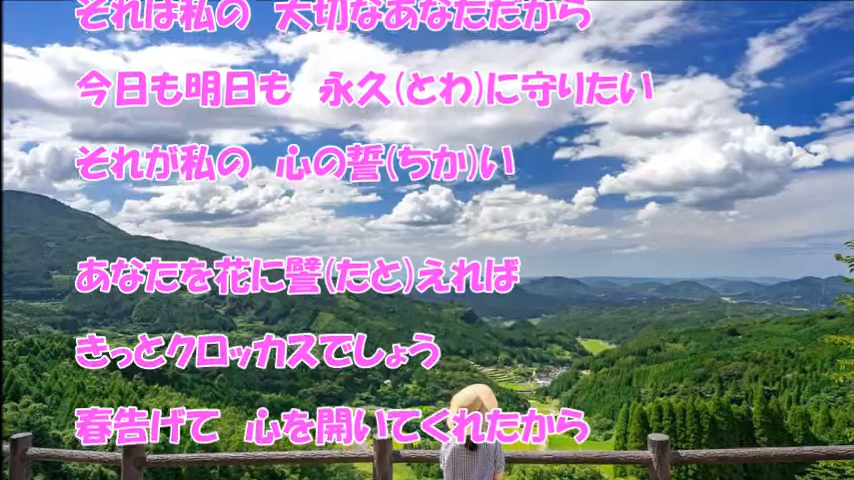 それは私の　大切なあなただから
今日も明日も　永久(とわ)に守りたい
それが私の　心の誓(ちか)い
あなたを花に譬(たと)えれば
きっとクロッカスでしょう
春告げて　心を開いてくれたから